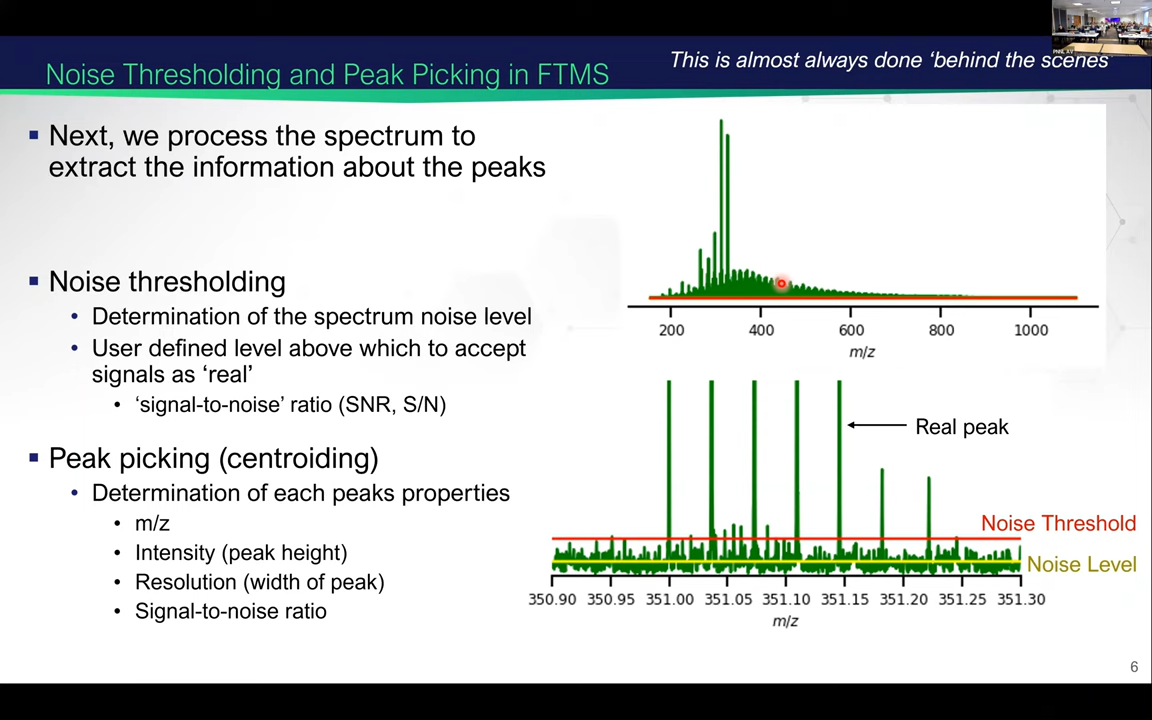 This is almost always done ‘behind the scenes’
Noise Thresholding and Peak Picking in FTMS
Next, we process the spectrum to
extract the information about the peaks
Noise thresholding
Determination of the spectrum noise level
User defined level above which to accept
signals as ‘real’
‘signal-to-noise’ ratio (SNR, S/N)
Peak picking (centroiding)
Determination of each peaks properties
m/z
Intensity (peak height)
Resolution (width of peak)
Signal-to-noise ratio
200 400 600 800 1000
m/z
Real peak
Noise Threshold
Noise Level
350.90 350.95 351.00 351.05 351.10 351.15 351.20 351.25 351.30
m/z
6